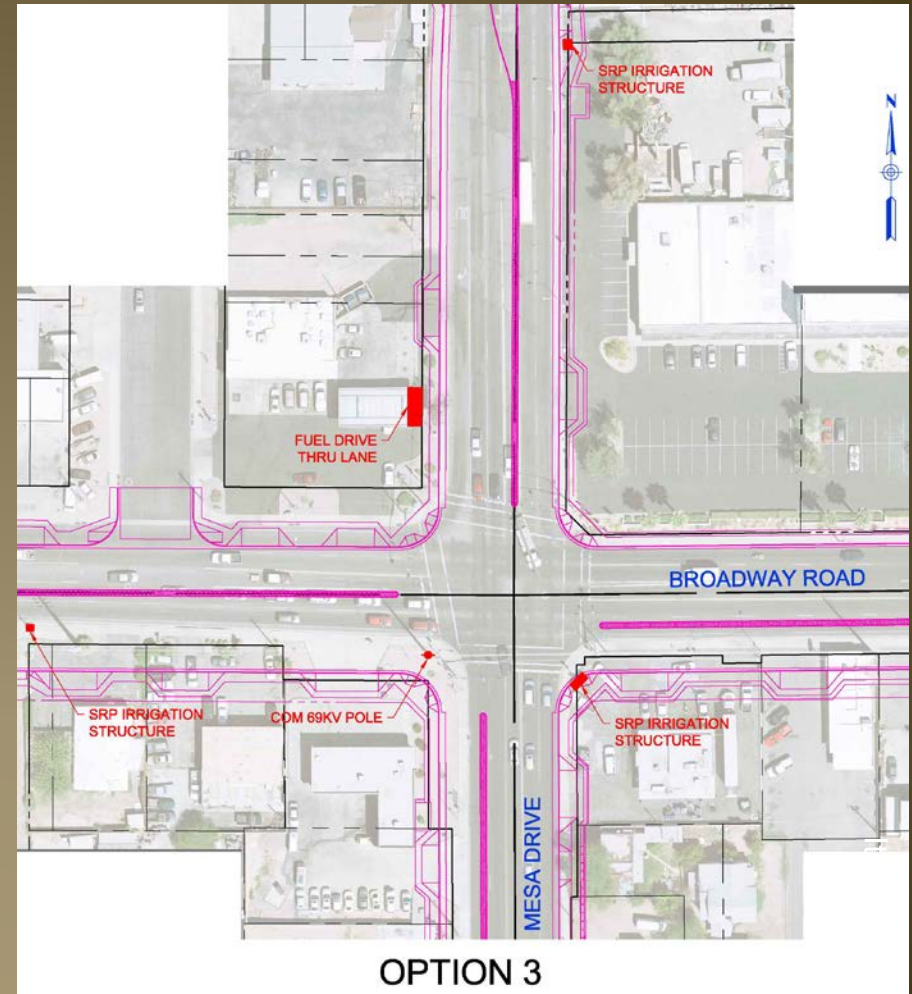 SRP IRRIGATION
STRUCTURE
N
FUEL DRIVE
THRU LANE
BROADWAY ROAD
SRP IRRIGATION
STRUCTURE
COM 69KV POLE
SRP IRRIGATION
STRUCTURE
MESA DRIVE
OPTION 3